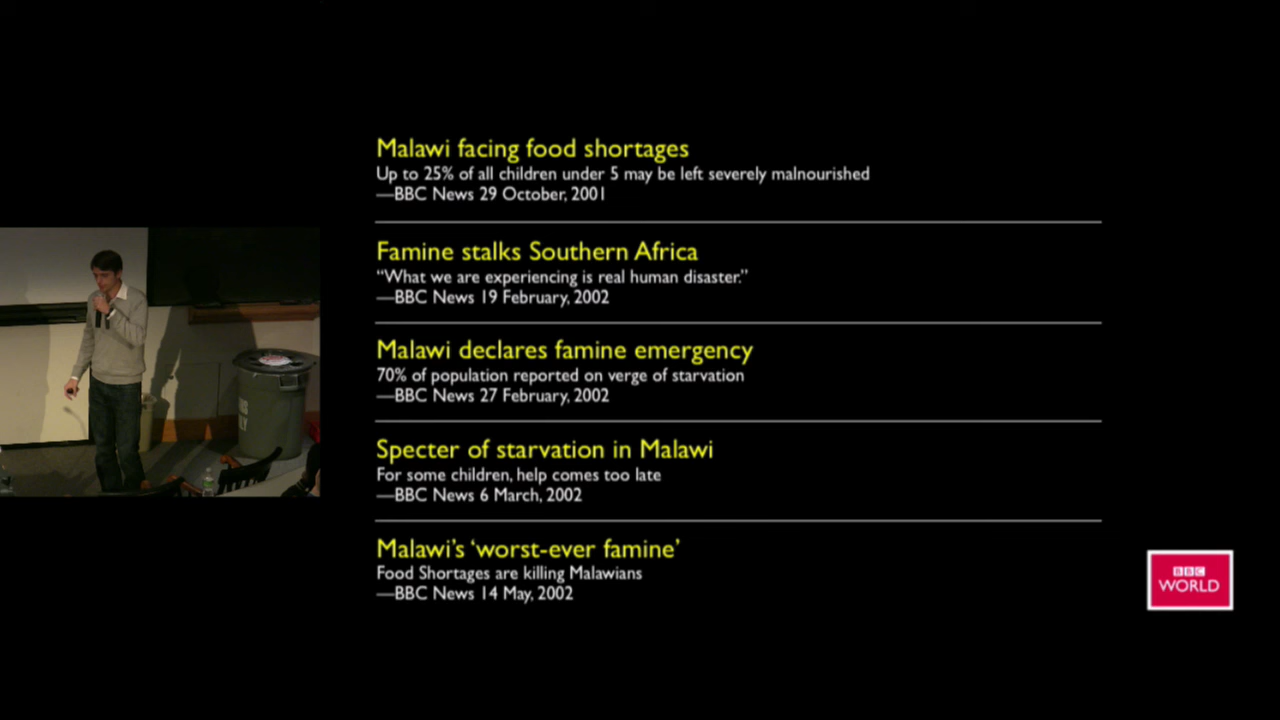 Malawi facing food shortages
Up to 25% of all children under 5 may be left severely malnourished
—BBC News 29 October, 2001
Famine stalks Southern Africa
“What we are experiencing is real human disaster.”
—BBC News 19 February, 2002
Malawi declares famine emergency
70% of population reported on verge of starvation
—BBC News 27 February, 2002
Specter of starvation in Malawi
For some children, help comes too late
—BBC News 6 March, 2002
Malawi’s ‘worst-ever famine’
Food Shortages are killing Malawians
—BBC News 14 May, 2002
BBC
WORLD